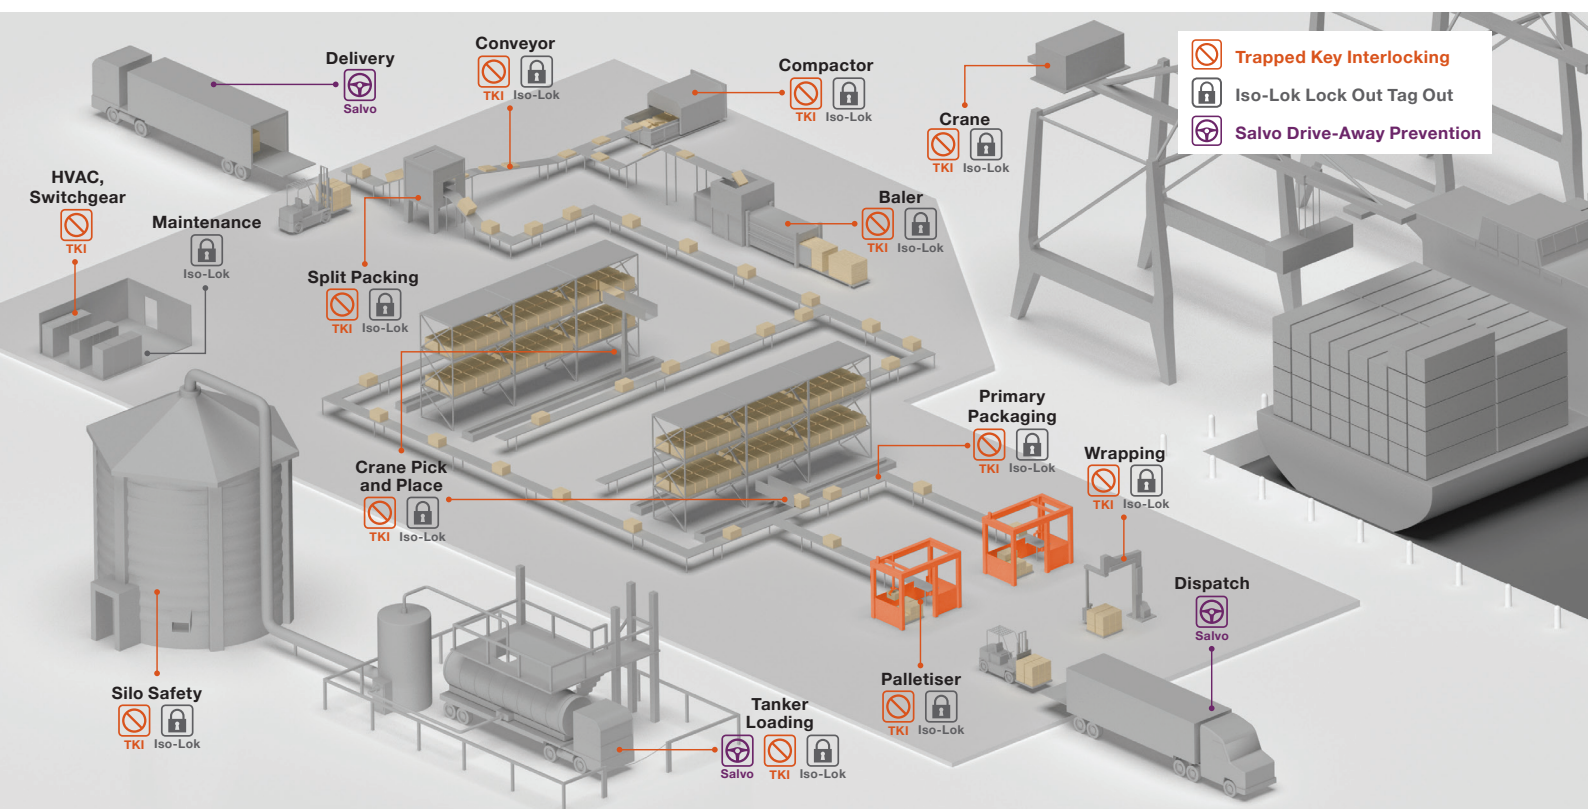 Delivery
Salvo
Conveyor
TKI Iso-Lok
Compactor
TKI Iso-Lok
Crane
TKI Iso-Lok
Trapped Key Interlocking
Iso-Lok Lock Out Tag Out
Salvo Drive-Away Prevention
HVAC,
Switchgear
TKI
Maintenance
Iso-Lok
Split Packing
TKI Iso-Lok
Baler
TKI Iso-Lok
Crane Pick
and Place
TKI Iso-Lok
Primary
Packaging
TKI Iso-Lok
Wrapping
TKI Iso-Lok
Dispatch
Salvo
Silo Safety
TKI Iso-Lok
Tanker
Loading
Salvo TKI Iso-Lok
Palletiser
TKI Iso-Lok